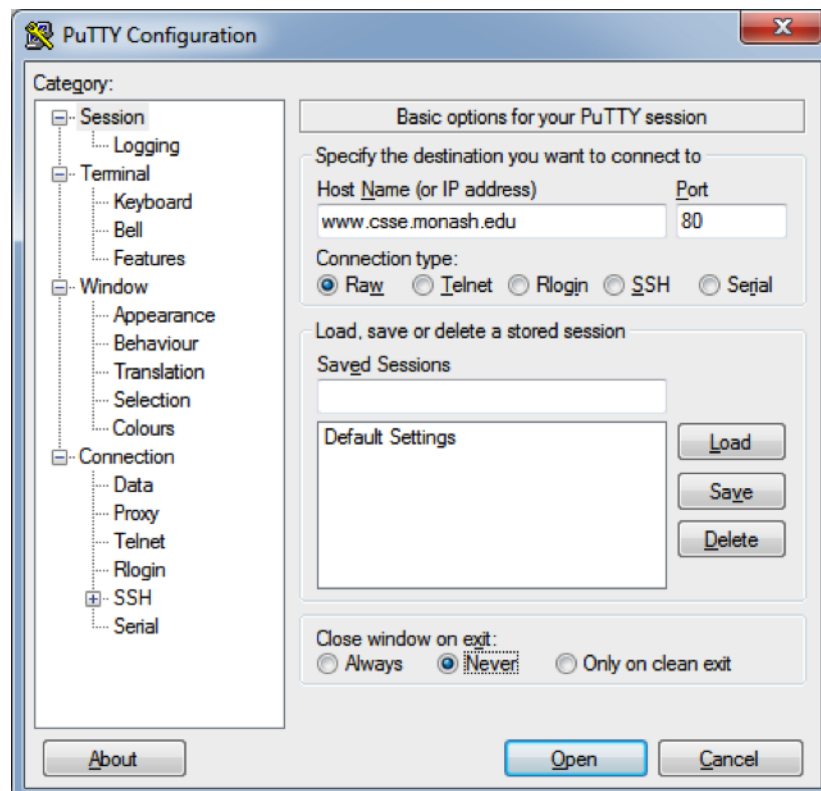 PuTTY Configuration
Category:
Session
Logging
Terminal
Keyboard
Bell
Features
Window
Appearance
Behaviour
Translation
Selection
Colours
Connection
Data
Proxy
Telnet
Rlogin
SSH
Serial
Basic options for your PuTTY session
Specify the destination you want to connect to
Host Name (or IP address) Port
www.csse.monash.edu 80
Connection type:
Raw Telnet Rlogin SSH Serial
Load, save or delete a stored session
Saved Sessions
Default Settings
Load
Save
Delete
Close window on exit:
Always Never Only on clean exit
About Open Cancel